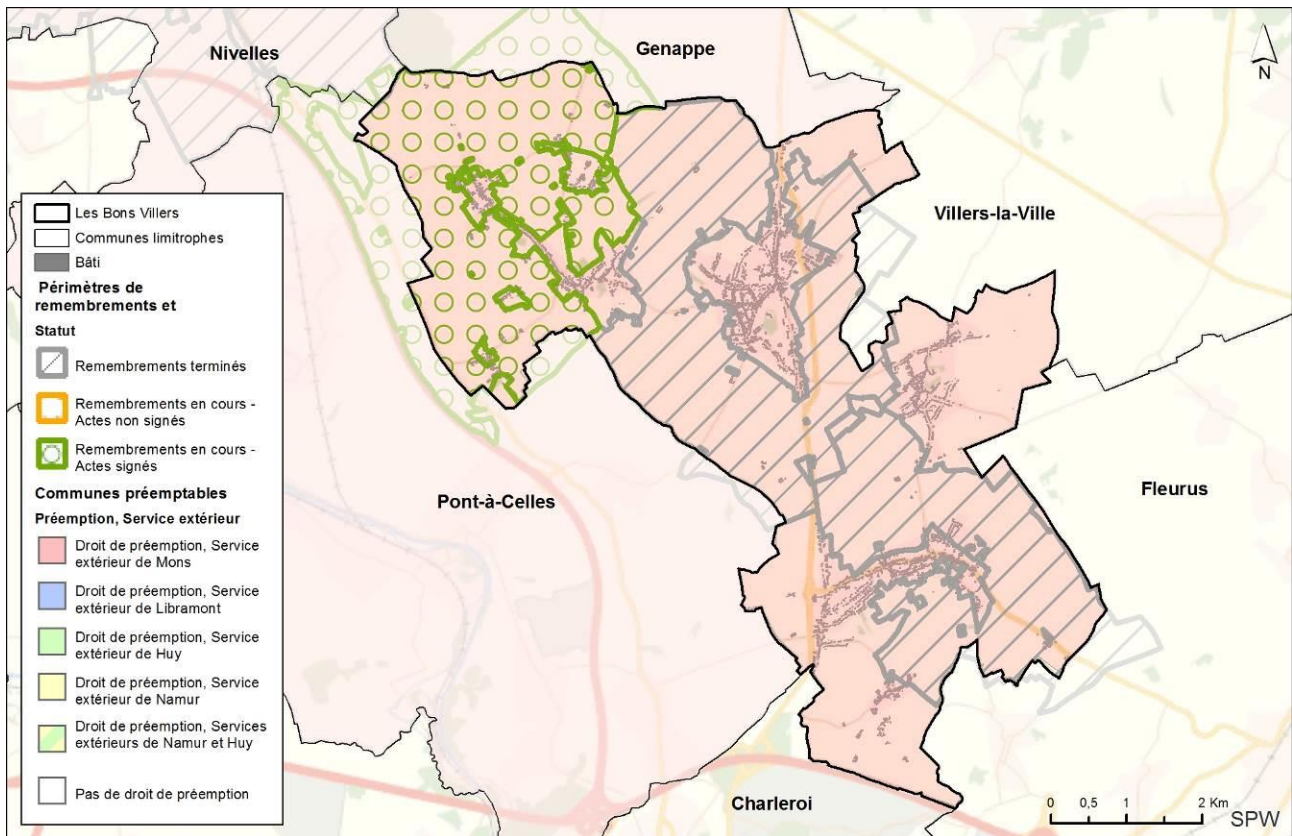 Nivelles
Genappe
N
Villers-la-Ville
Fleurus
Pont-à-Celles
Charleroi
Les Bons Villers
Communes limitrophes
Bâti
Périmètres de
remembrements et
Statut
Remembrements terminés
Remembrements en cours -
Actes non signés
Remembrements en cours -
Actes signés
Communes préemptables
Préemption, Service extérieur
Droit de préemption, Service
extérieur de Mons
Droit de préemption, Service
extérieur de Libramont
Droit de préemption, Service
extérieur de Huy
Droit de préemption, Service
extérieur de Namur
Droit de préemption, Services
extérieurs de Namur et Huy
Pas de droit de préemption
0 0,5 1 2 Km
SPW